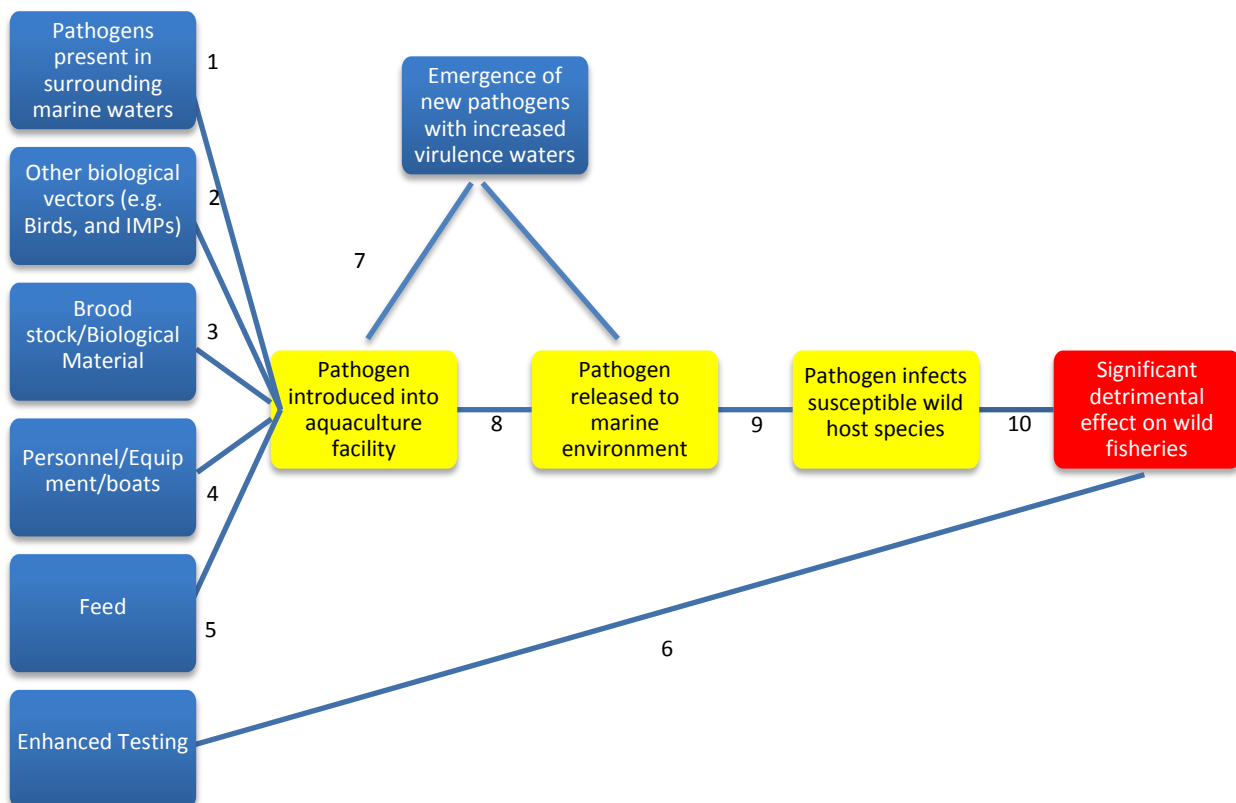 Pathogens
present in
surrounding
marine waters
1
Other biological
vectors (e.g.
Birds, and IMPs)
2
Brood
stock/Biological
Material
3
Personnel/Equip
ment/boats
4
Feed
5
Enhanced Testing
6
Emergence of
new pathogens
with increased
virulence waters
7
Pathogen
introduced into
aquaculture
facility
8
Pathogen
released to
marine
environment
9
Pathogen infects
susceptible wild
host species
10
Significant
detrimental
effect on wild
fisheries